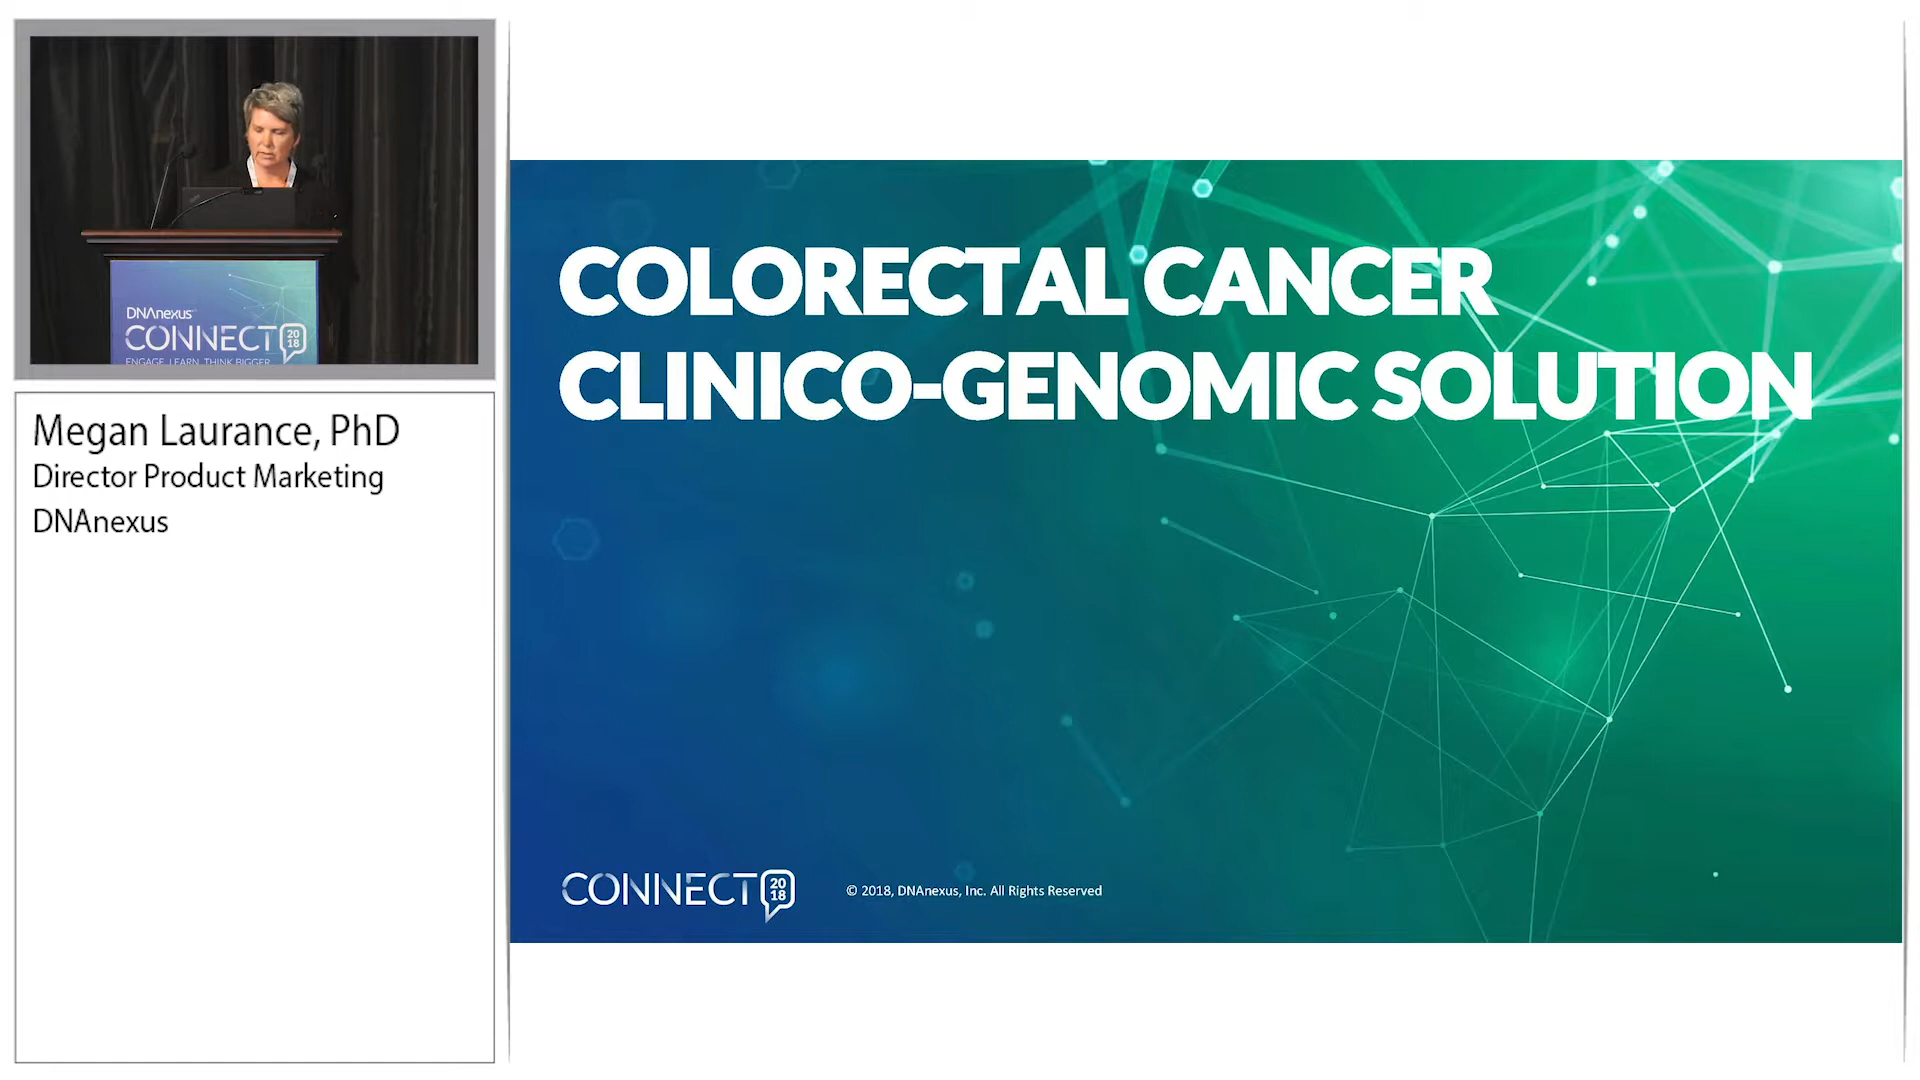 DNAnexus
CONNECT 20 18
ENGAGE. LEARN. THINK BIGGER
Megan Laurance, PhD
Director Product Marketing
DNAnexus
COLORECTAL CANCER
CLINICO-GENOMIC SOLUTION
CONNECT 20 18
© 2018, DNAnexus, Inc. All Rights Reserved